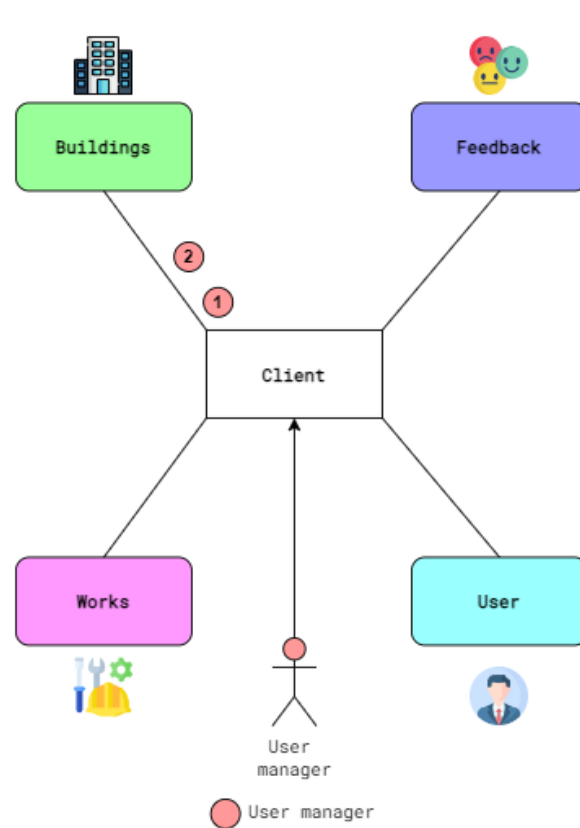 Buildings
Feedback
2
1
Client
Works
User
User
manager
User manager